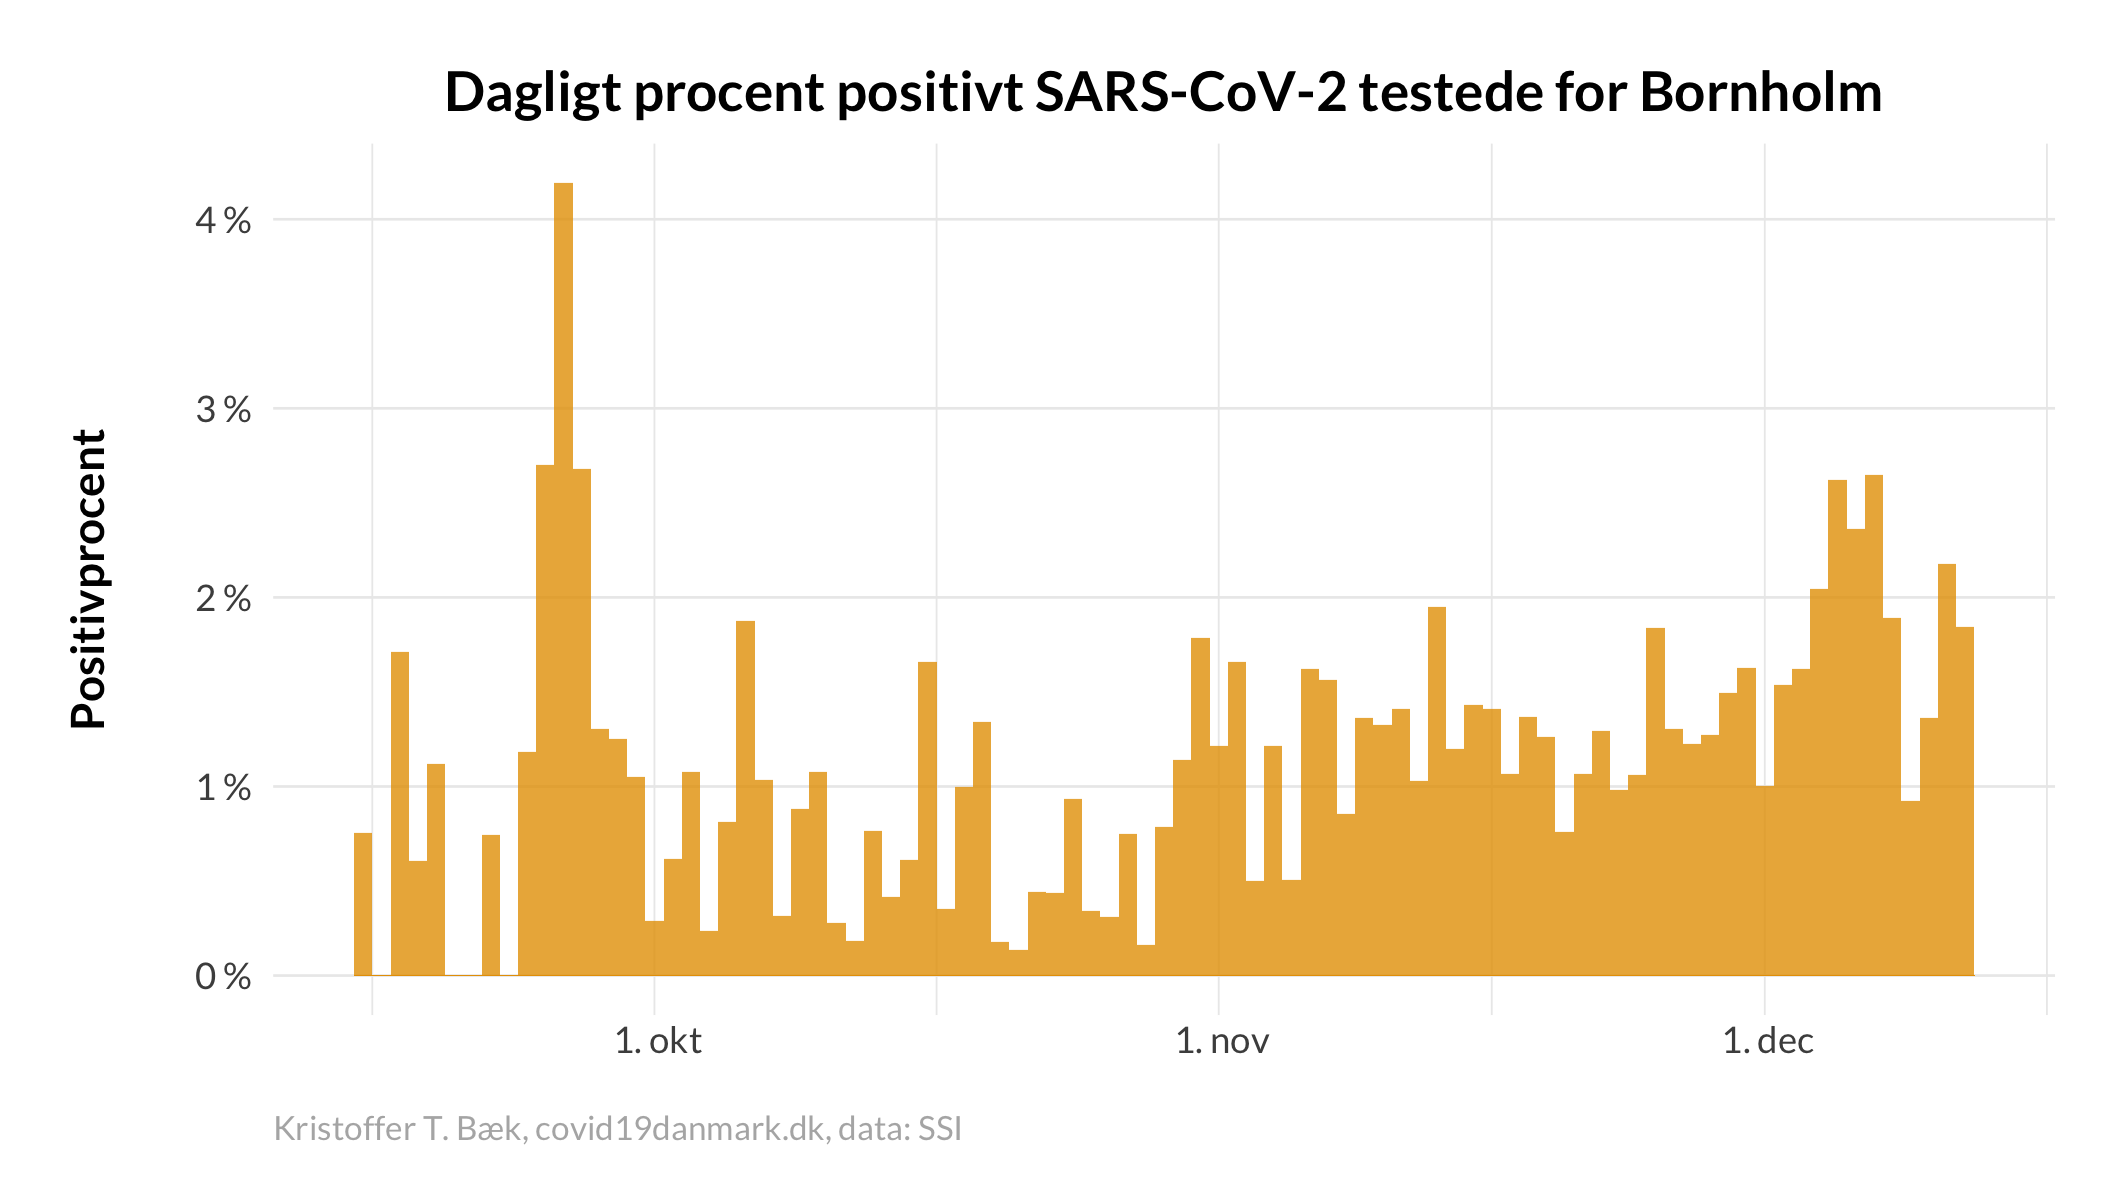 Dagligt procent positivt SARS-CoV-2 testede for Bornholm
Positivprocent
4 %
3 %
2 %
1 %
0 %
1. okt
1. nov
1. dec
Kristoffer T. Bæk, covid19danmark.dk, data: SSI